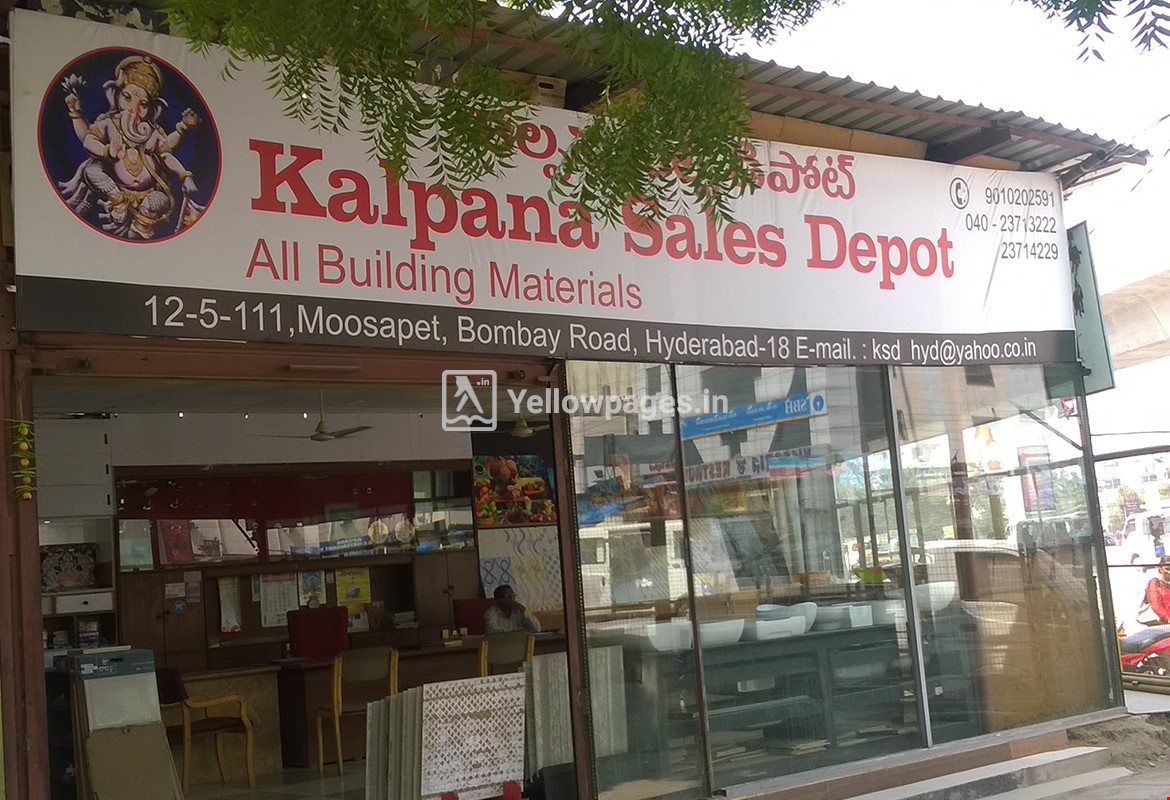 డిపోట్
Kalpana Sales Depot
All Building Materials
9010202591
040 - 23713222
23714229
12-5-111,Moosapet, Bombay Road, Hyderabad-18 E-mail. : ksd_hyd@yahoo.co.in
.in
Yellowpages.in